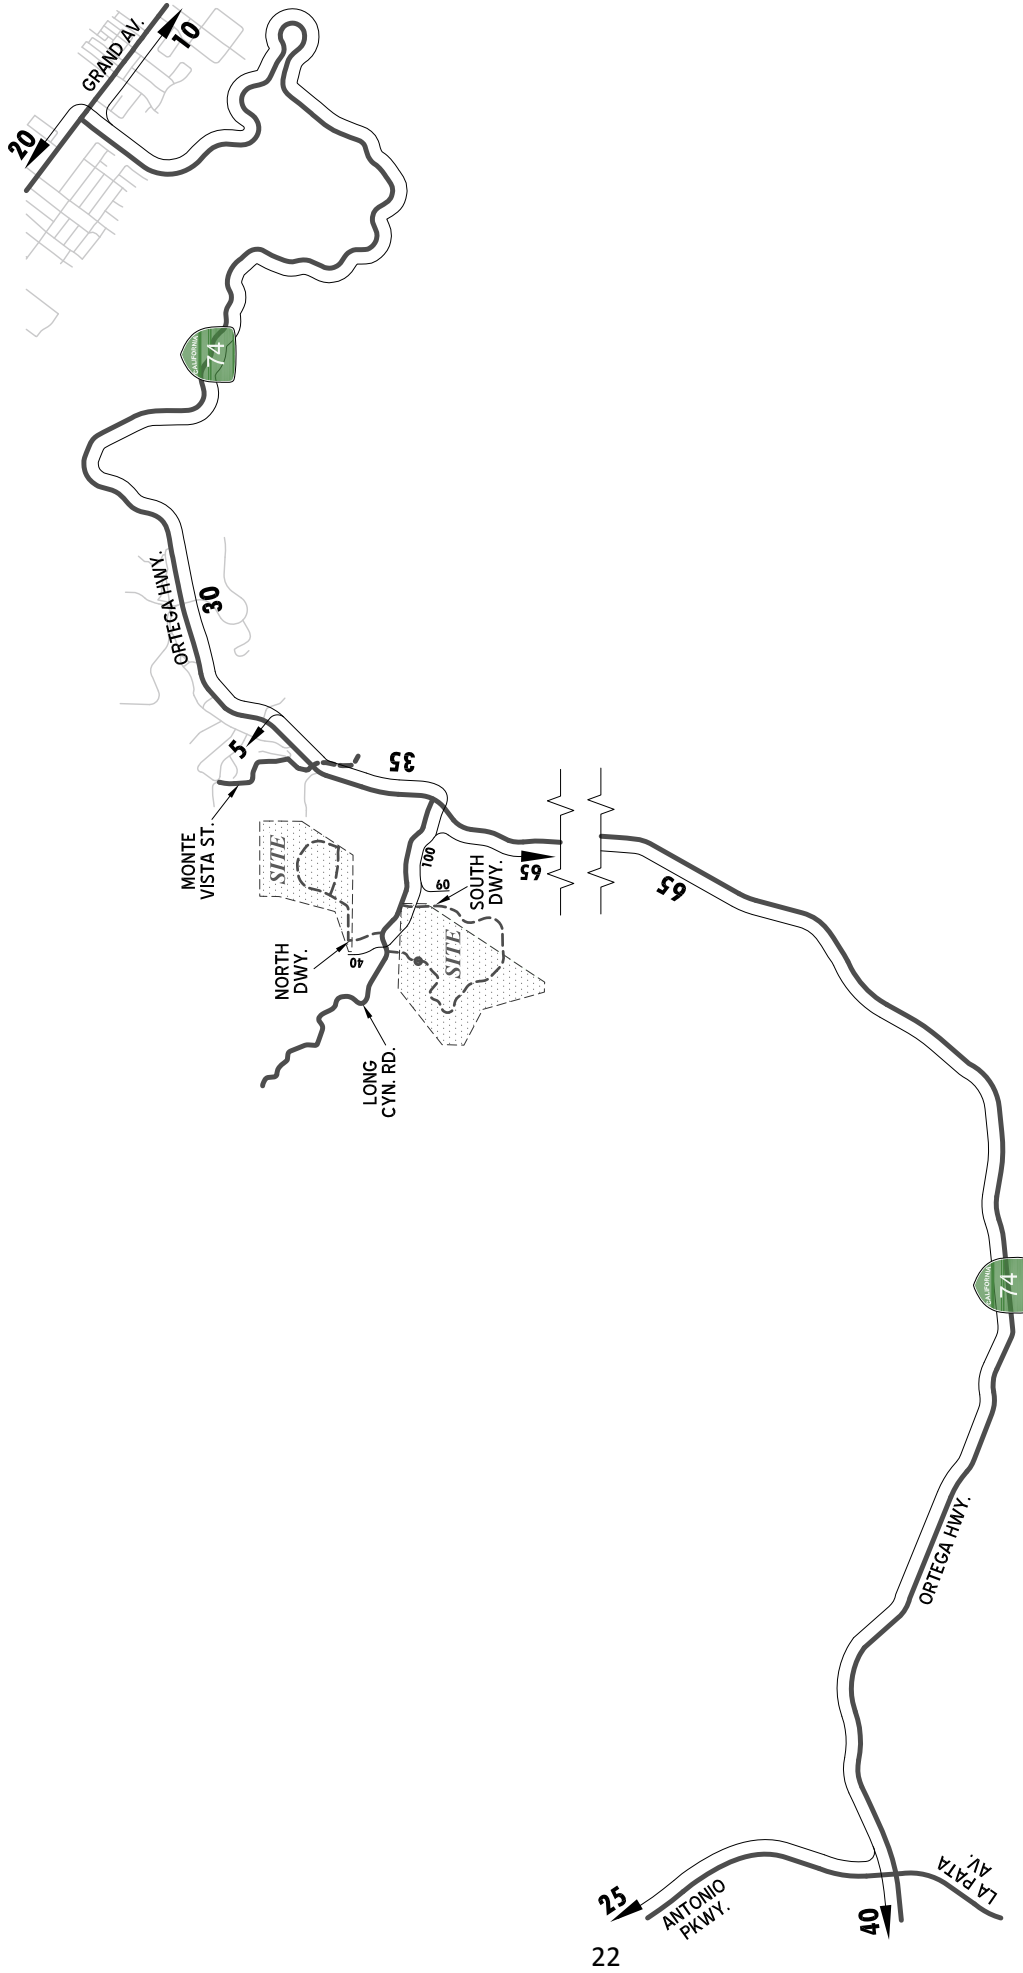 20
GRAND AV.
10
CALIFORNIA
74
ORTEGA HWY.
30
5
35
MONTE
VISTA ST.
SITE
100
60
65
SOUTH
DWY.
NORTH
DWY.
40
SITE
65
LONG
CYN. RD.
CALIFORNIA
74
ORTEGA HWY.
25
ANTONIO
PKWY.
40
LA PATA
AV.
22